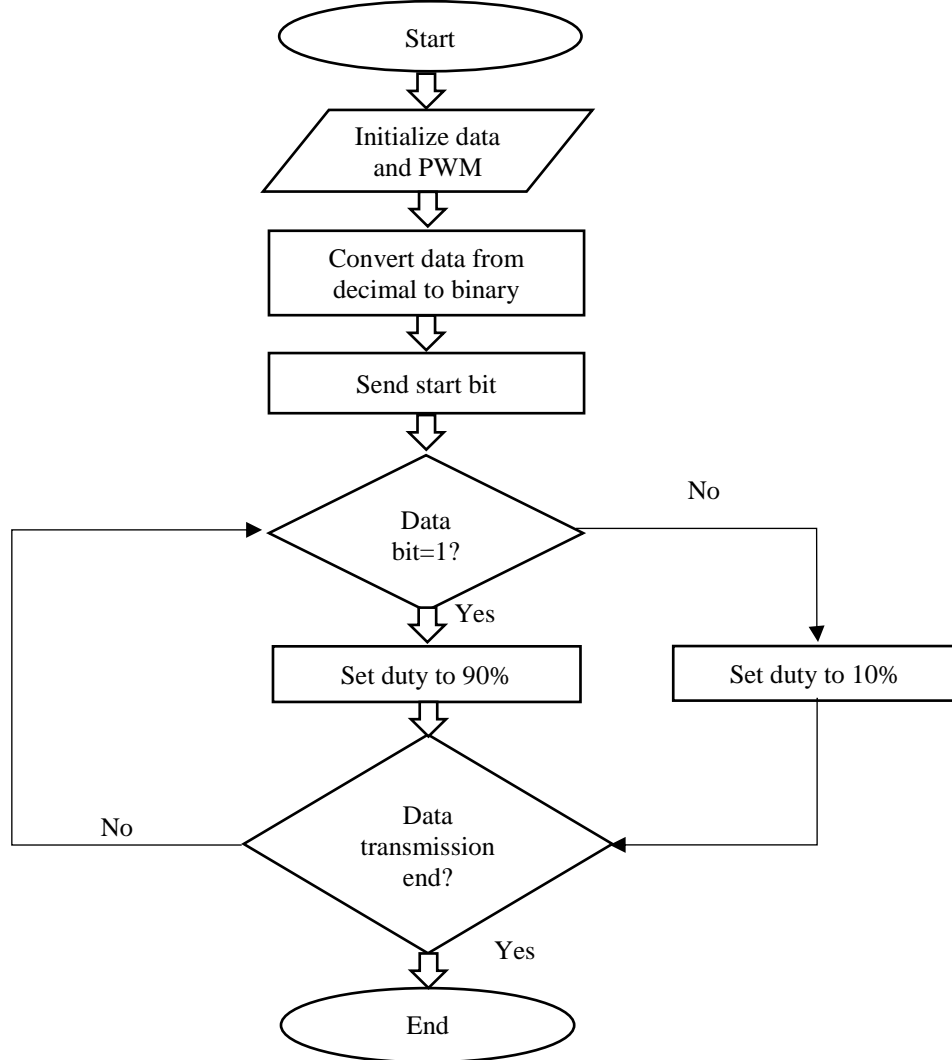 Start
Initialize data
and PWM
Convert data from
decimal to binary
Send start bit
No
Data
bit=1?
Yes
Set duty to 90%
Set duty to 10%
No
Data
transmission
end?
Yes
End